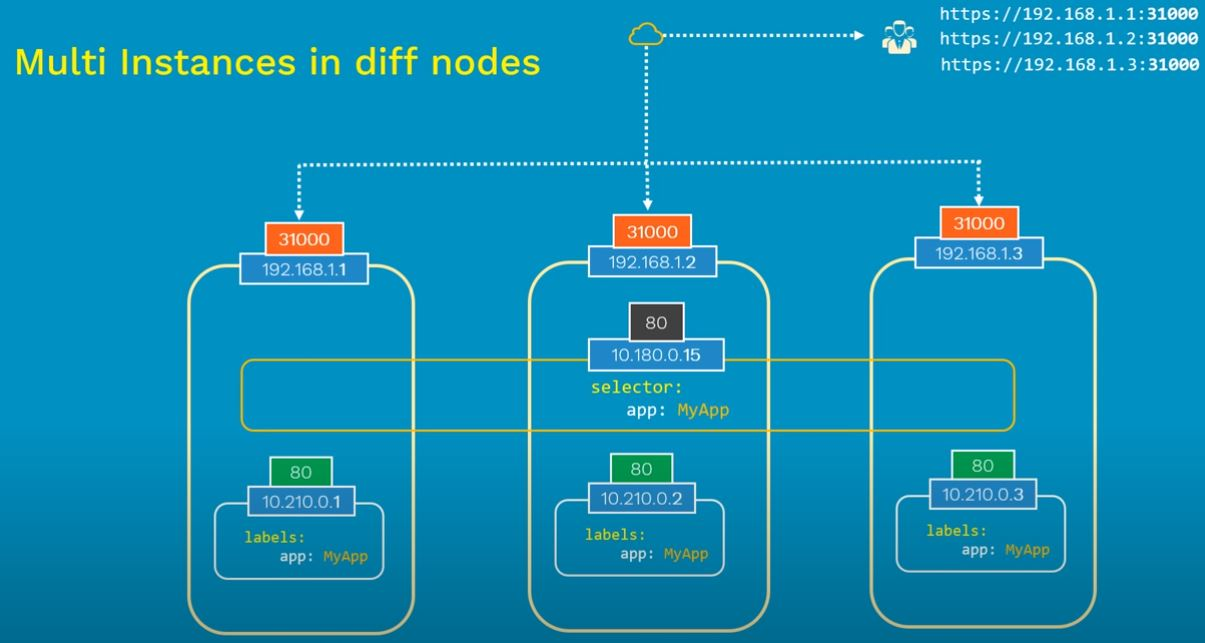 Multi Instances in diff nodes
https://192.168.1.1:31000
https://192.168.1.2:31000
https://192.168.1.3:31000
31000
192.168.1.1
31000
192.168.1.2
31000
192.168.1.3
80
10.180.0.15
selector:
app: MyApp
80
10.210.0.1
labels:
app: MyApp
80
10.210.0.2
labels:
app: MyApp
80
10.210.0.3
labels:
app: MyApp